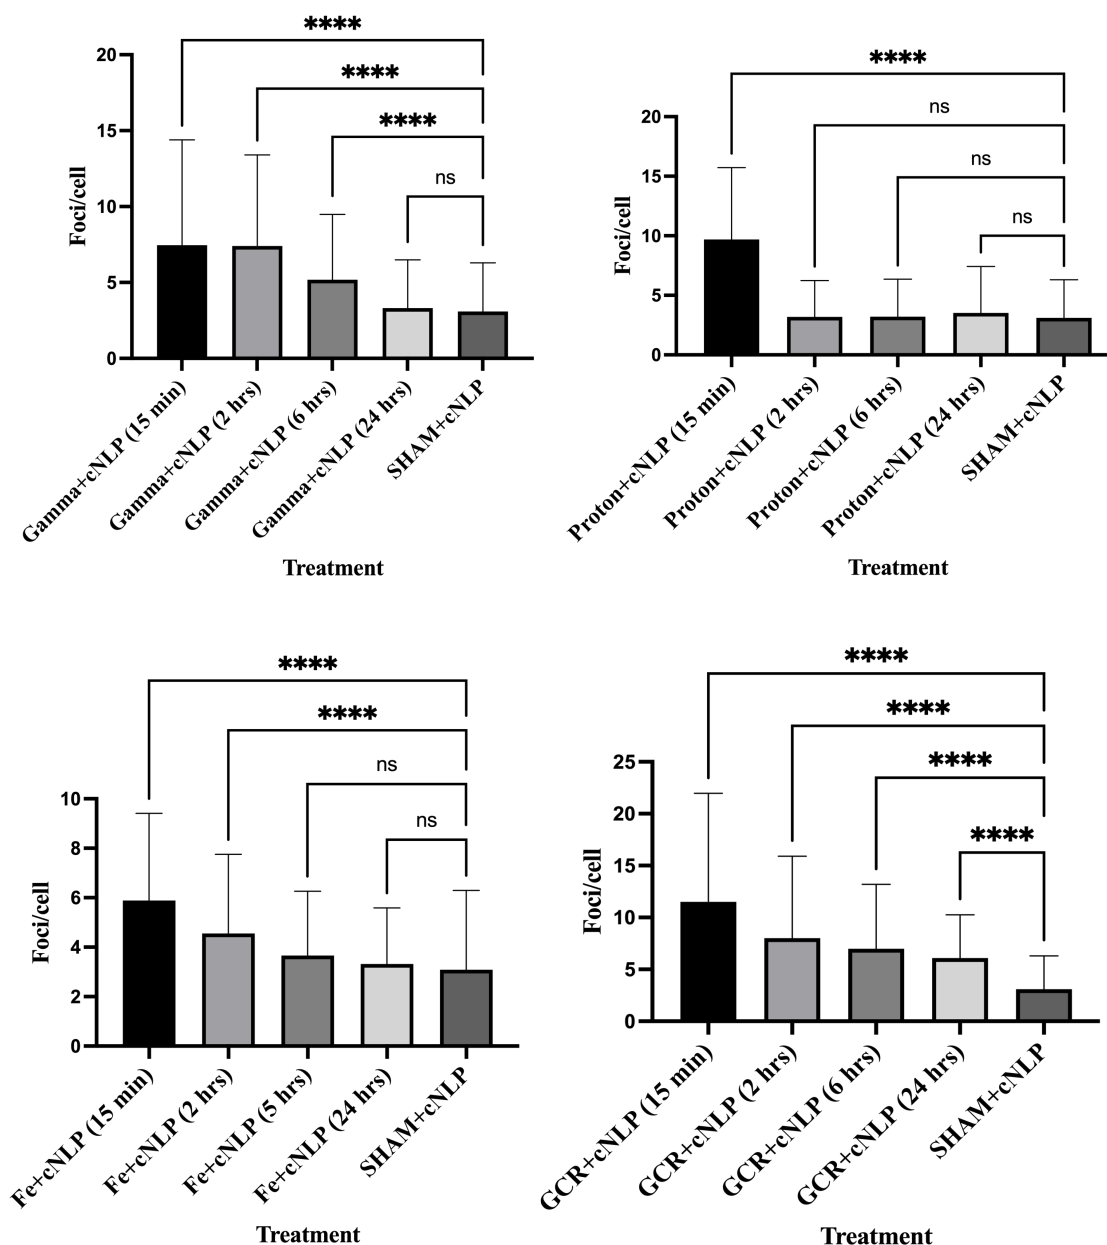 ****
****
****
ns
20
15
10
5
0
Foci/cell
Gamma+cNLP (15 min)
Gamma+cNLP (2 hrs)
Gamma+cNLP (6 hrs)
Gamma+cNLP (24 hrs)
SHAM+cNLP
Treatment
****
ns
ns
ns
20
15
10
5
0
Foci/cell
Proton+cNLP (15 min)
Proton+cNLP (2 hrs)
Proton+cNLP (6 hrs)
Proton+cNLP (24 hrs)
SHAM+cNLP
Treatment
****
****
ns
ns
10
8
6
4
2
0
Foci/cell
Fe+cNLP (15 min)
Fe+cNLP (2 hrs)
Fe+cNLP (5 hrs)
Fe+cNLP (24 hrs)
SHAM+cNLP
Treatment
****
****
****
****
25
20
15
10
5
0
Foci/cell
GCR+cNLP (15 min)
GCR+cNLP (2 hrs)
GCR+cNLP (6 hrs)
GCR+cNLP (24 hrs)
SHAM+cNLP
Treatment